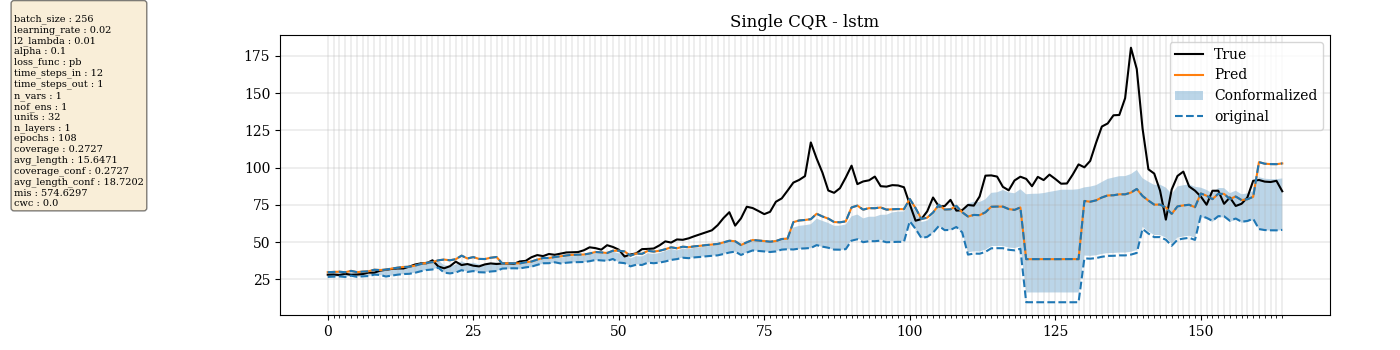 batch_size : 256
learning_rate : 0.02
l2_lambda : 0.01
alpha : 0.1
loss_func : pb
time_steps_in : 12
time_steps_out : 1
n_vars : 1
nof_ens : 1
units : 32
n_layers : 1
epochs : 108
coverage : 0.2727
avg_length : 15.6471
coverage_conf : 0.2727
avg_length_conf : 18.7202
mis : 574.6297
cwc : 0.0
Single CQR - lstm
175
150
125
100
75
50
25
True
Pred
Conformalized
original
0 25 50 75 100 125 150